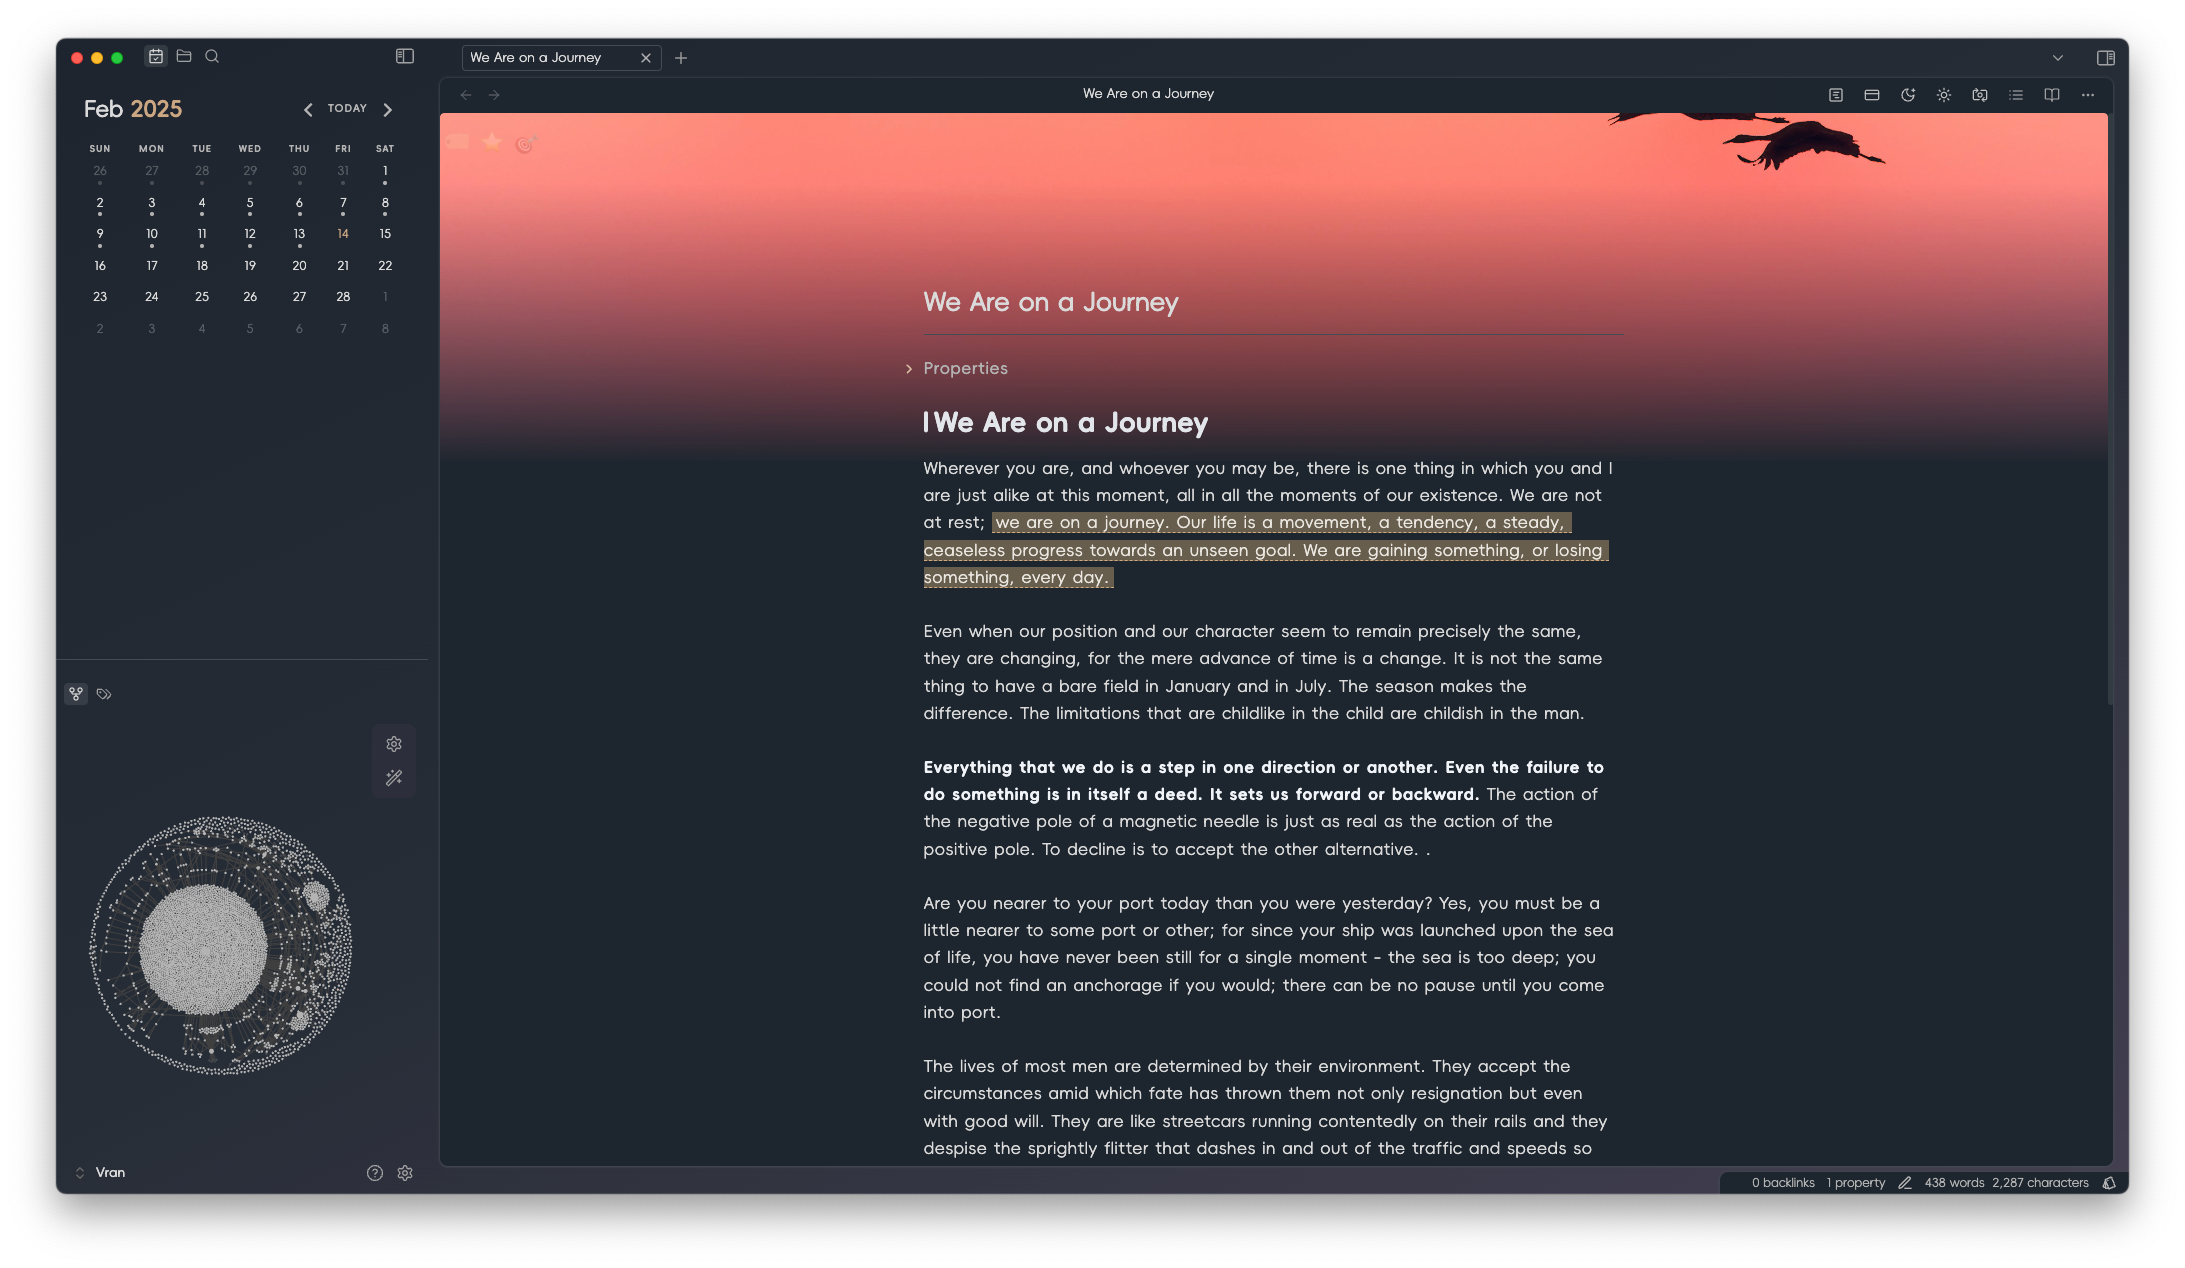 We Are on a Journey
Feb 2025
TODAY
SUN MON TUE WED THU FRI SAT
26 27 28 29 30 31 1
2 3 4 5 6 7 8
9 10 11 12 13 14 15
16 17 18 19 20 21 22
23 24 25 26 27 28 1
2 3 4 5 6 7 8
Vran
We Are on a Journey
We Are on a Journey
Properties
We Are on a Journey
Wherever you are, and whoever you may be, there is one thing in which you and I
are just alike at this moment, all in all the moments of our existence. We are not
at rest; we are on a journey. Our life is a movement, a tendency, a steady,
ceaseless progress towards an unseen goal. We are gaining something, or losing
something, every day.
Even when our position and our character seem to remain precisely the same,
they are changing, for the mere advance of time is a change. It is not the same
thing to have a bare field in January and in July. The season makes the
difference. The limitations that are childlike in the child are childish in the man.
Everything that we do is a step in one direction or another. Even the failure to
do something is in itself a deed. It sets us forward or backward. The action of
the negative pole of a magnetic needle is just as real as the action of the
positive pole. To decline is to accept the other alternative. .
Are you nearer to your port today than you were yesterday? Yes, you must be a
little nearer to some port or other; for since your ship was launched upon the sea
of life, you have never been still for a single moment - the sea is too deep; you
could not find an anchorage if you would; there can be no pause until you come
into port.
The lives of most men are determined by their environment. They accept the
circumstances amid which fate has thrown them not only resignation but even
with good will. They are like streetcars running contentedly on their rails and they
despise the sprightly flitter that dashes in and out of the traffic and speeds so
0 backlinks 1 property 438 words 2,287 characters